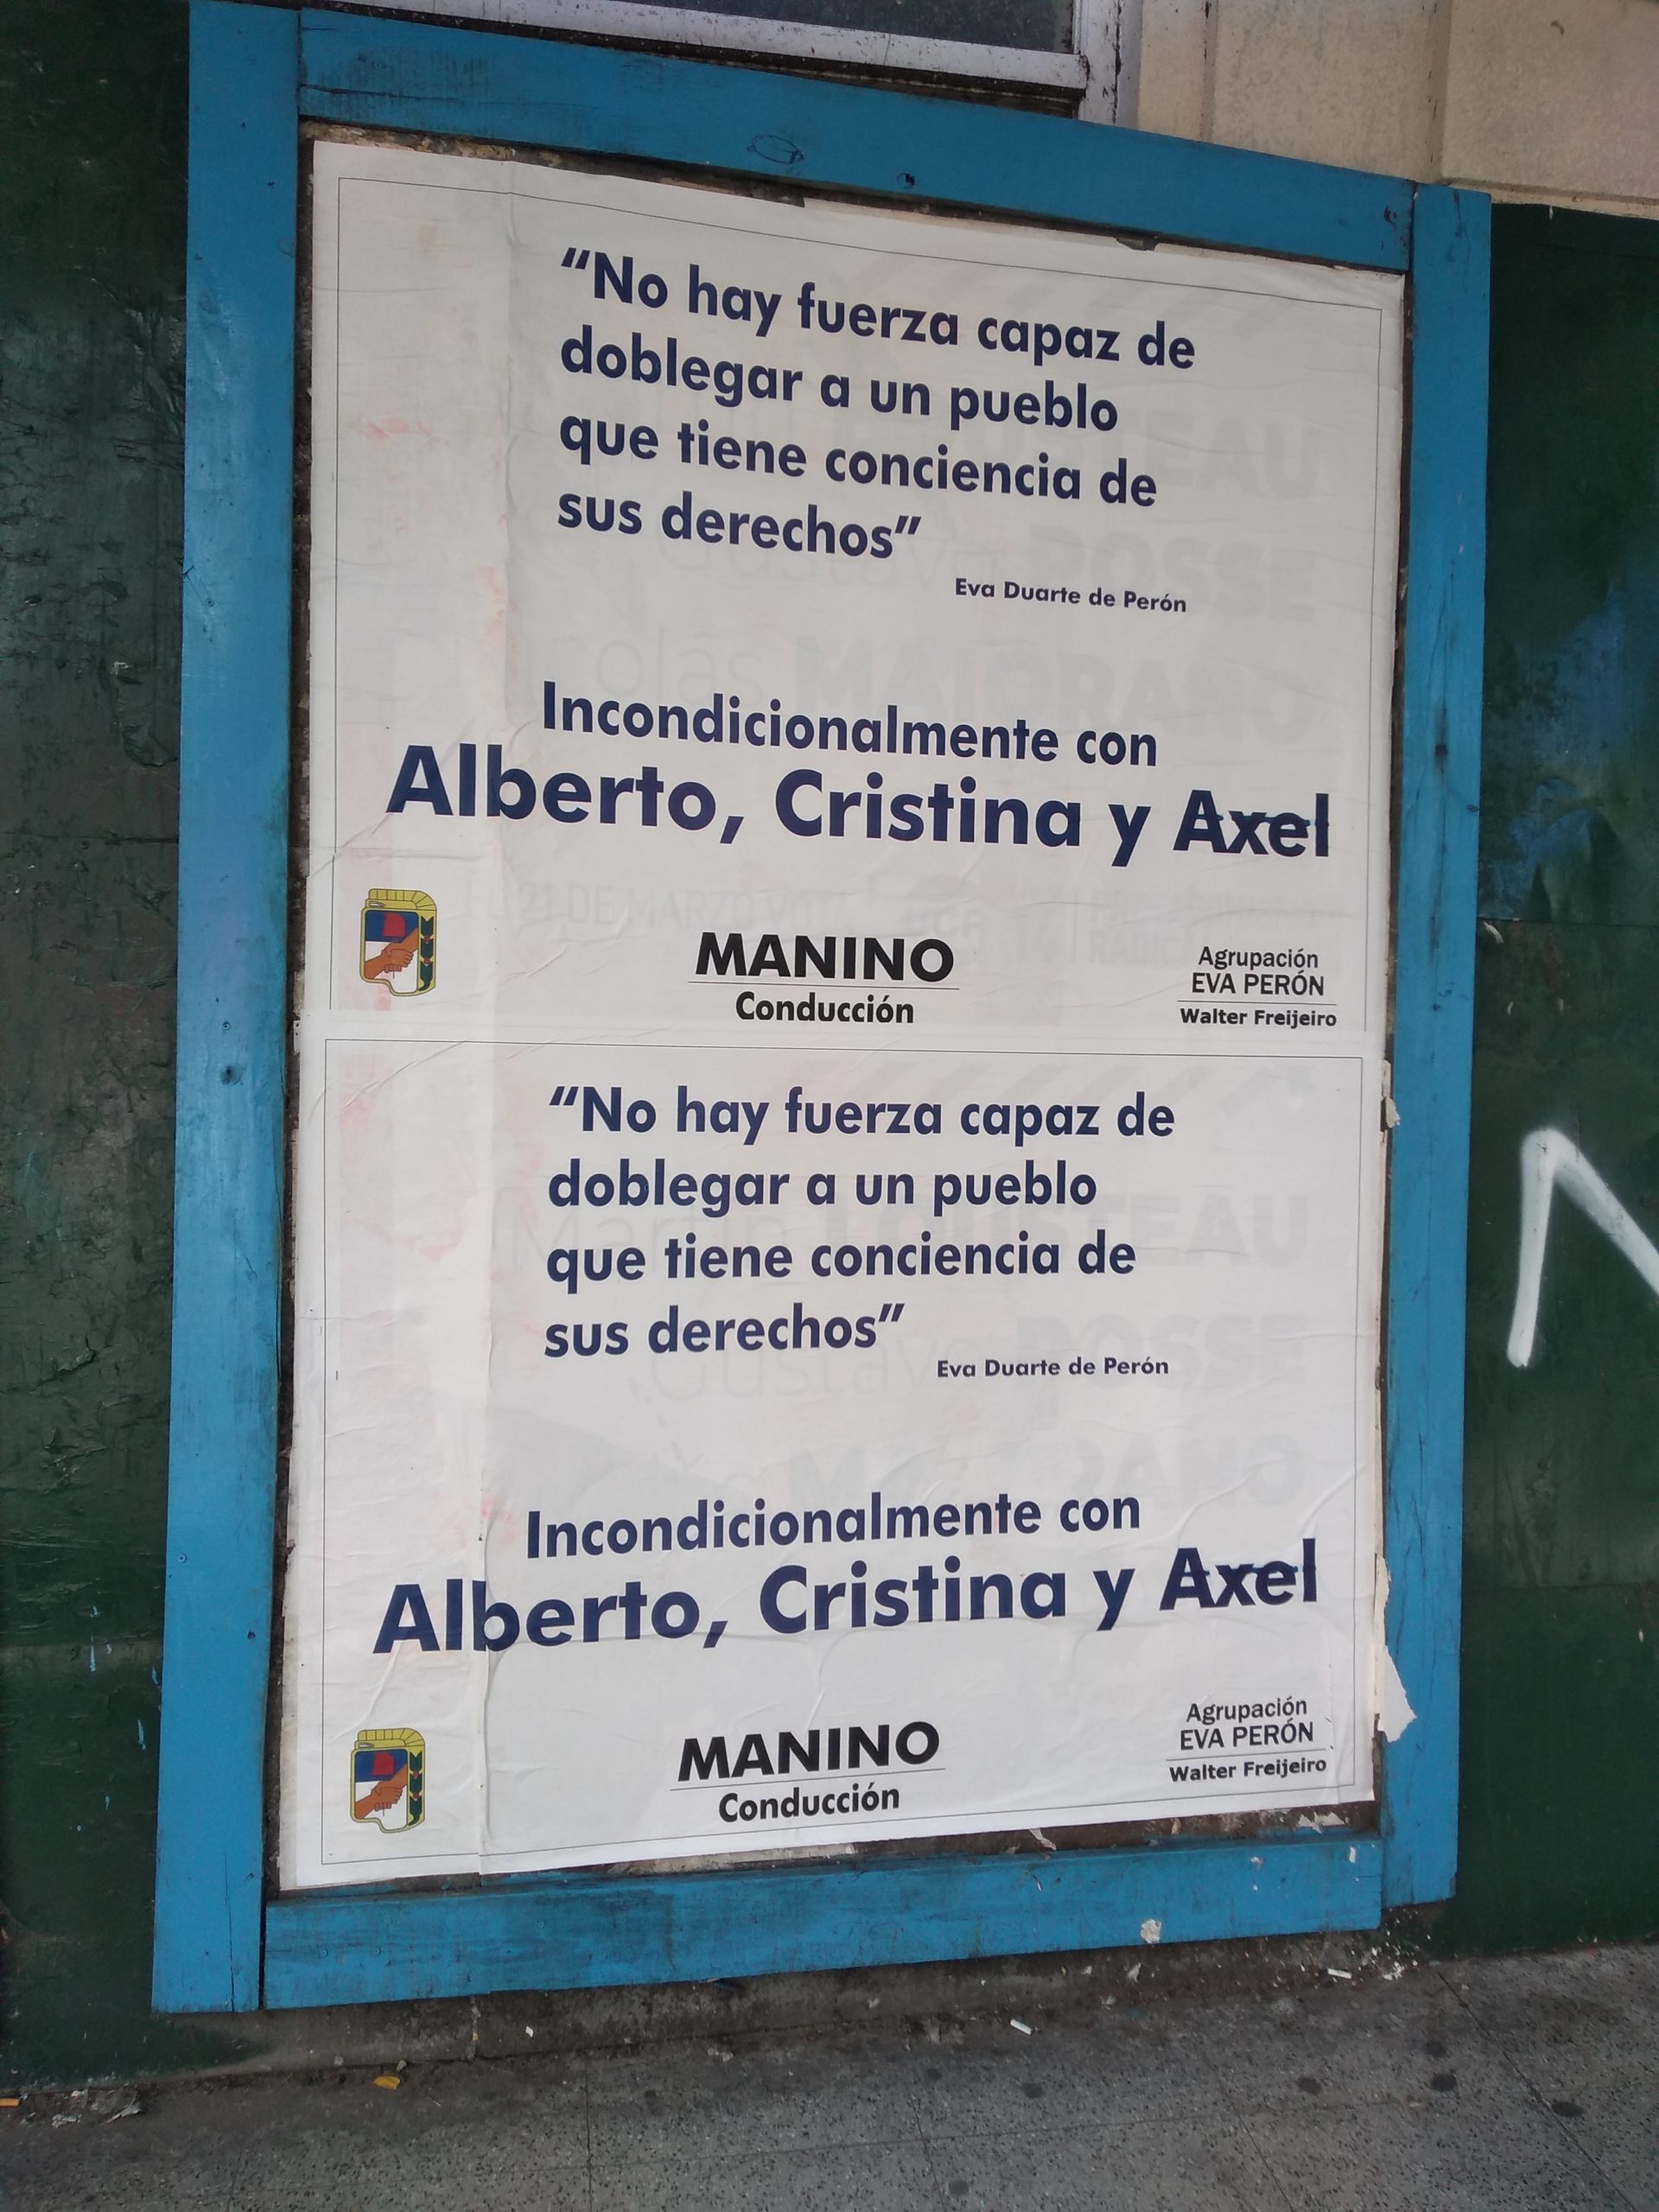 “No hay fuerza capaz de
doblegar a un pueblo
que tiene conciencia de
sus derechos”
Eva Duarte de Perón
Incondicionalmente con
Alberto, Cristina y Axel
MANINO
Conducción
Agrupación
EVA PERÓN
Walter Freijeiro
“No hay fuerza capaz de
doblegar a un pueblo
que tiene conciencia de
sus derechos”
Eva Duarte de Perón
Incondicionalmente con
Alberto, Cristina y Axel
MANINO
Conducción
Agrupación
EVA PERÓN
Walter Freijeiro